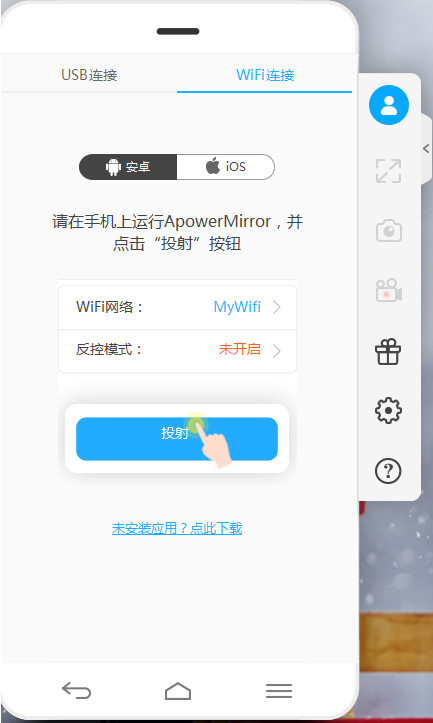 USB连接
WiFi连接
安卓
iOS
请在手机上运行ApowerMirror，并
点击“投射”按钮
WiFi网络：
MyWifi
反控模式：
未开启
投射
未安装应用？点此下载